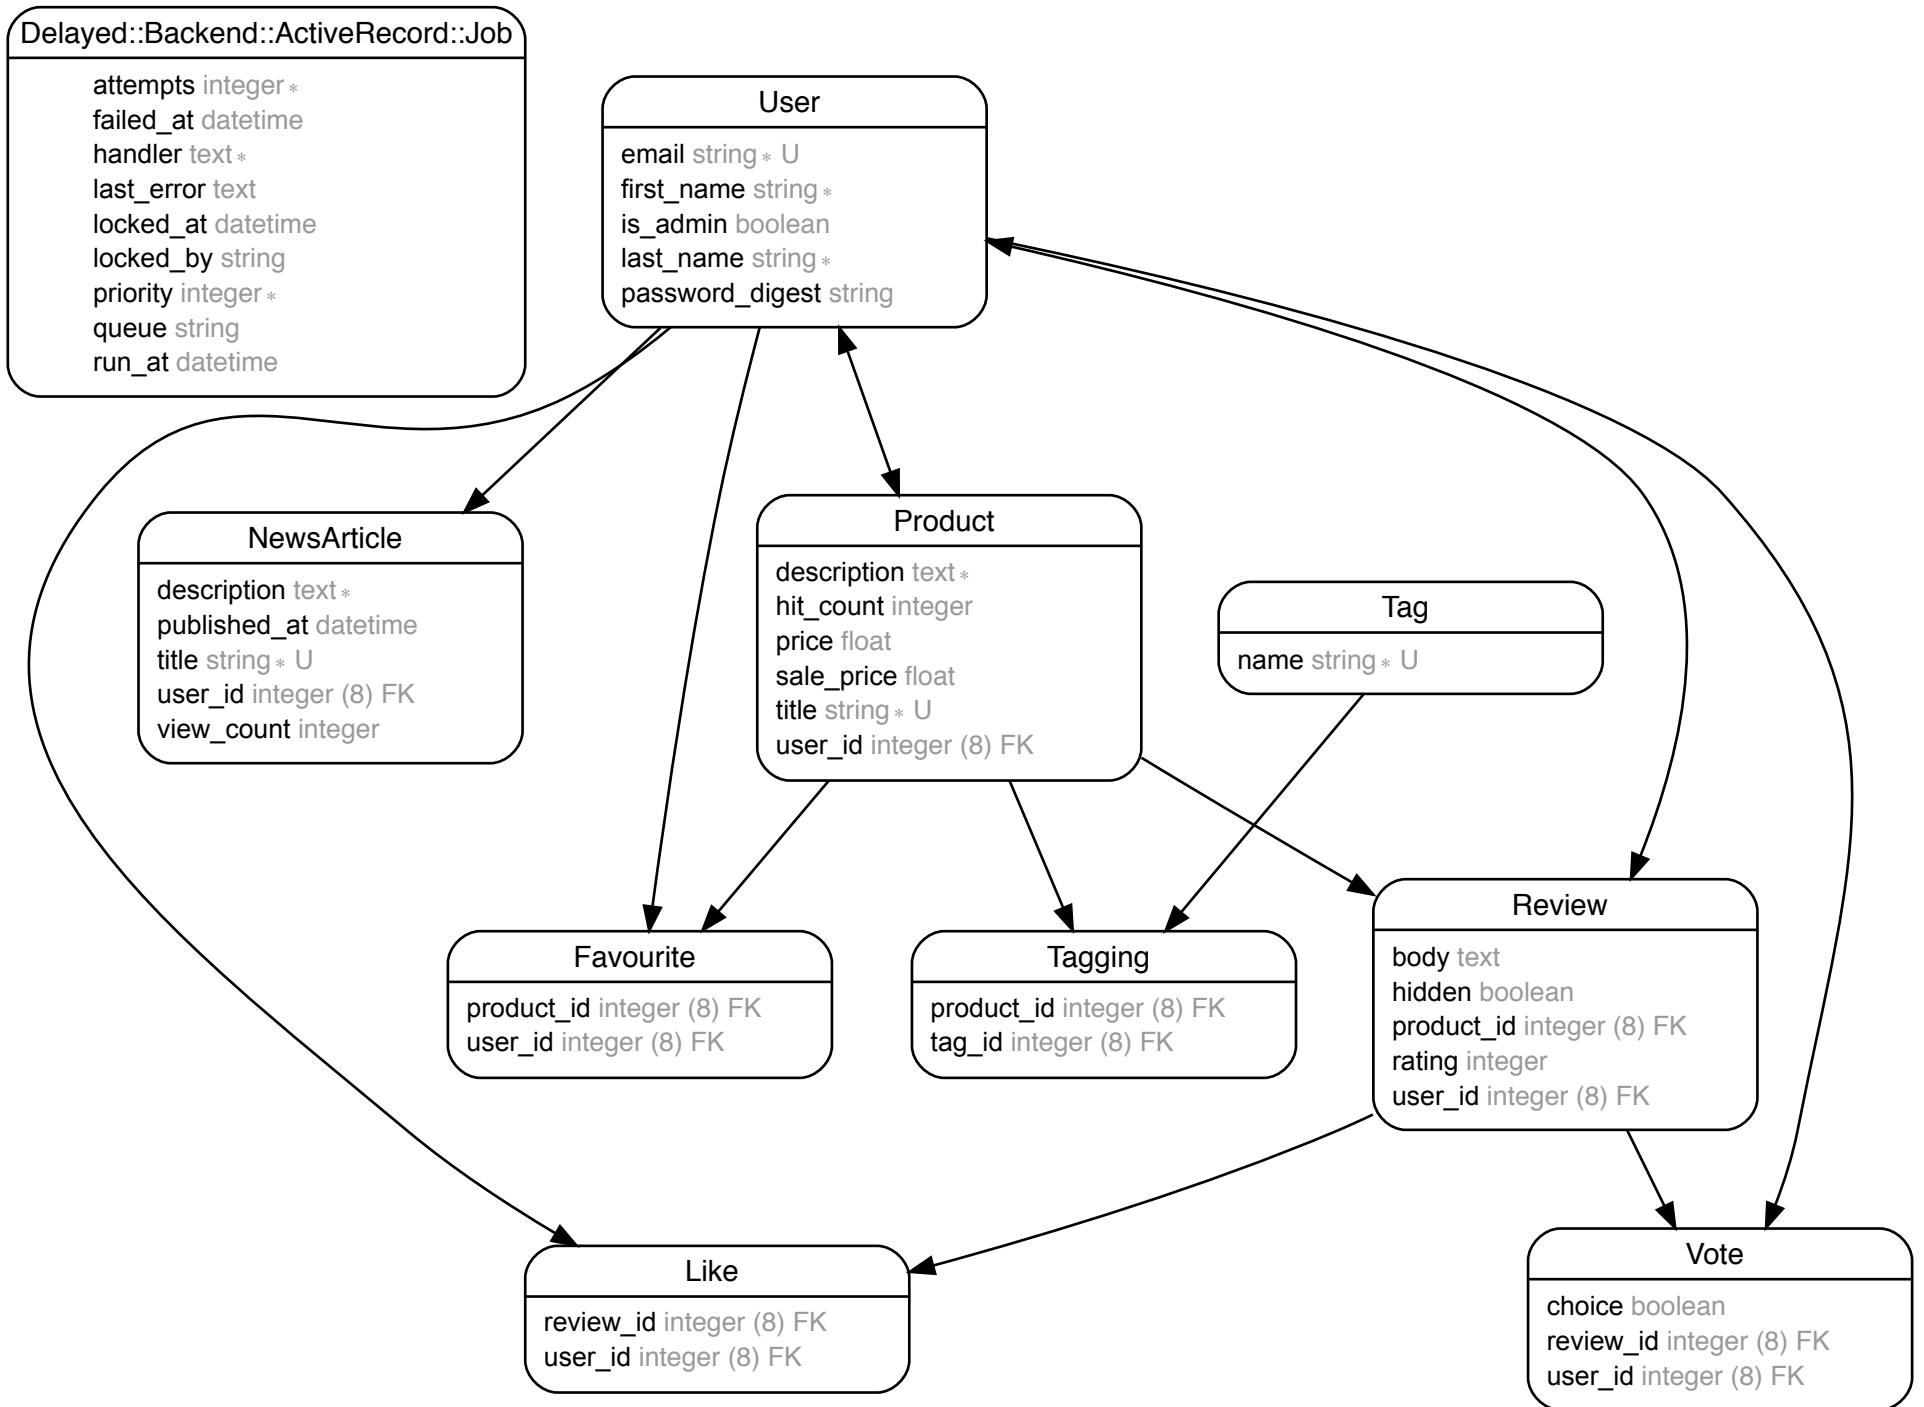 Delayed::Backend::ActiveRecord::Job
attempts integer *
failed_at datetime
handler text *
last_error text
locked_at datetime
locked_by string
priority integer *
queue string
run_at datetime
User
email string * U
first_name string *
is_admin boolean
last_name string *
password_digest string
NewsArticle
description text *
published_at datetime
title string * U
user_id integer (8) FK
view_count integer
Product
description text *
hit_count integer
price float
sale_price float
title string * U
user_id integer (8) FK
Tag
name string * U
Favourite
product_id integer (8) FK
user_id integer (8) FK
Tagging
product_id integer (8) FK
tag_id integer (8) FK
Review
body text
hidden boolean
product_id integer (8) FK
rating integer
user_id integer (8) FK
Like
review_id integer (8) FK
user_id integer (8) FK
Vote
choice boolean
review_id integer (8) FK
user_id integer (8) FK